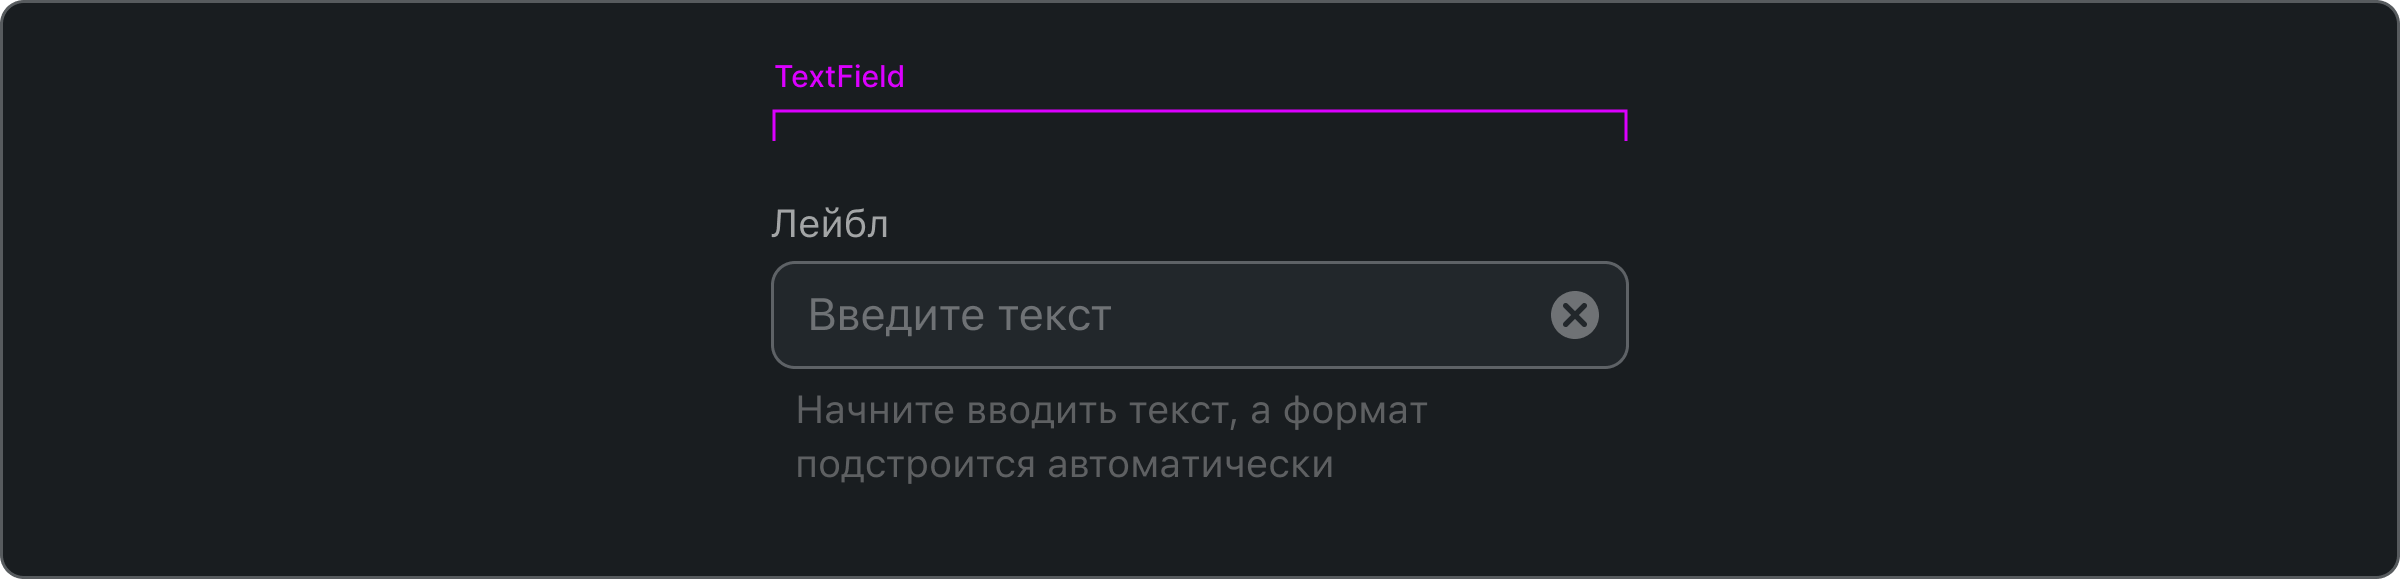 TextField
Лейбл
Введите текст
Начните вводить текст, а формат
подстроится автоматически